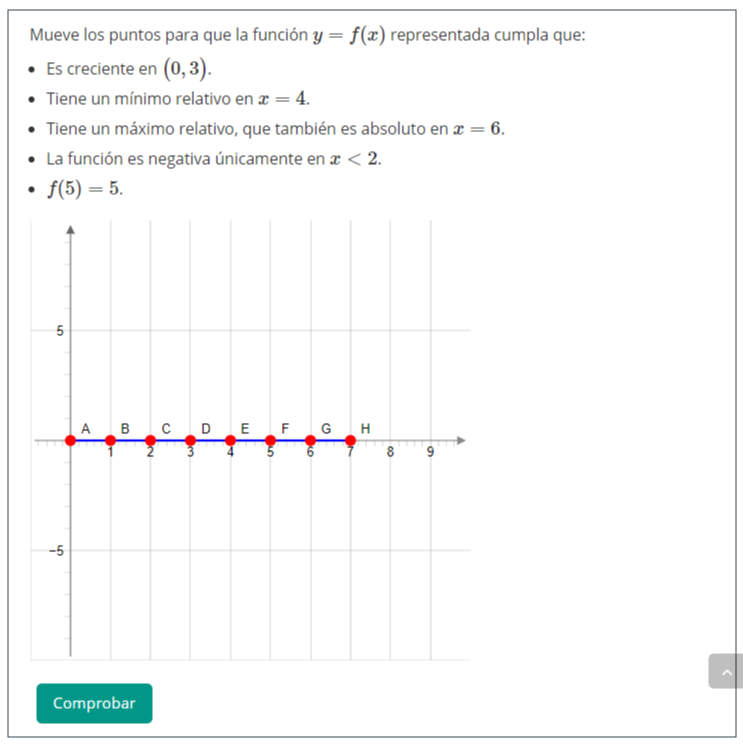 Mueve los puntos para que la función y = f(x) representada cumpla que:
• Es creciente en (0, 3).
• Tiene un mínimo relativo en x = 4.
• Tiene un máximo relativo, que también es absoluto en x = 6.
• La función es negativa únicamente en x < 2.
• f(5) = 5.
5
A B C D E F G H
1 2 3 4 5 6 7 8 9
−5
Comprobar